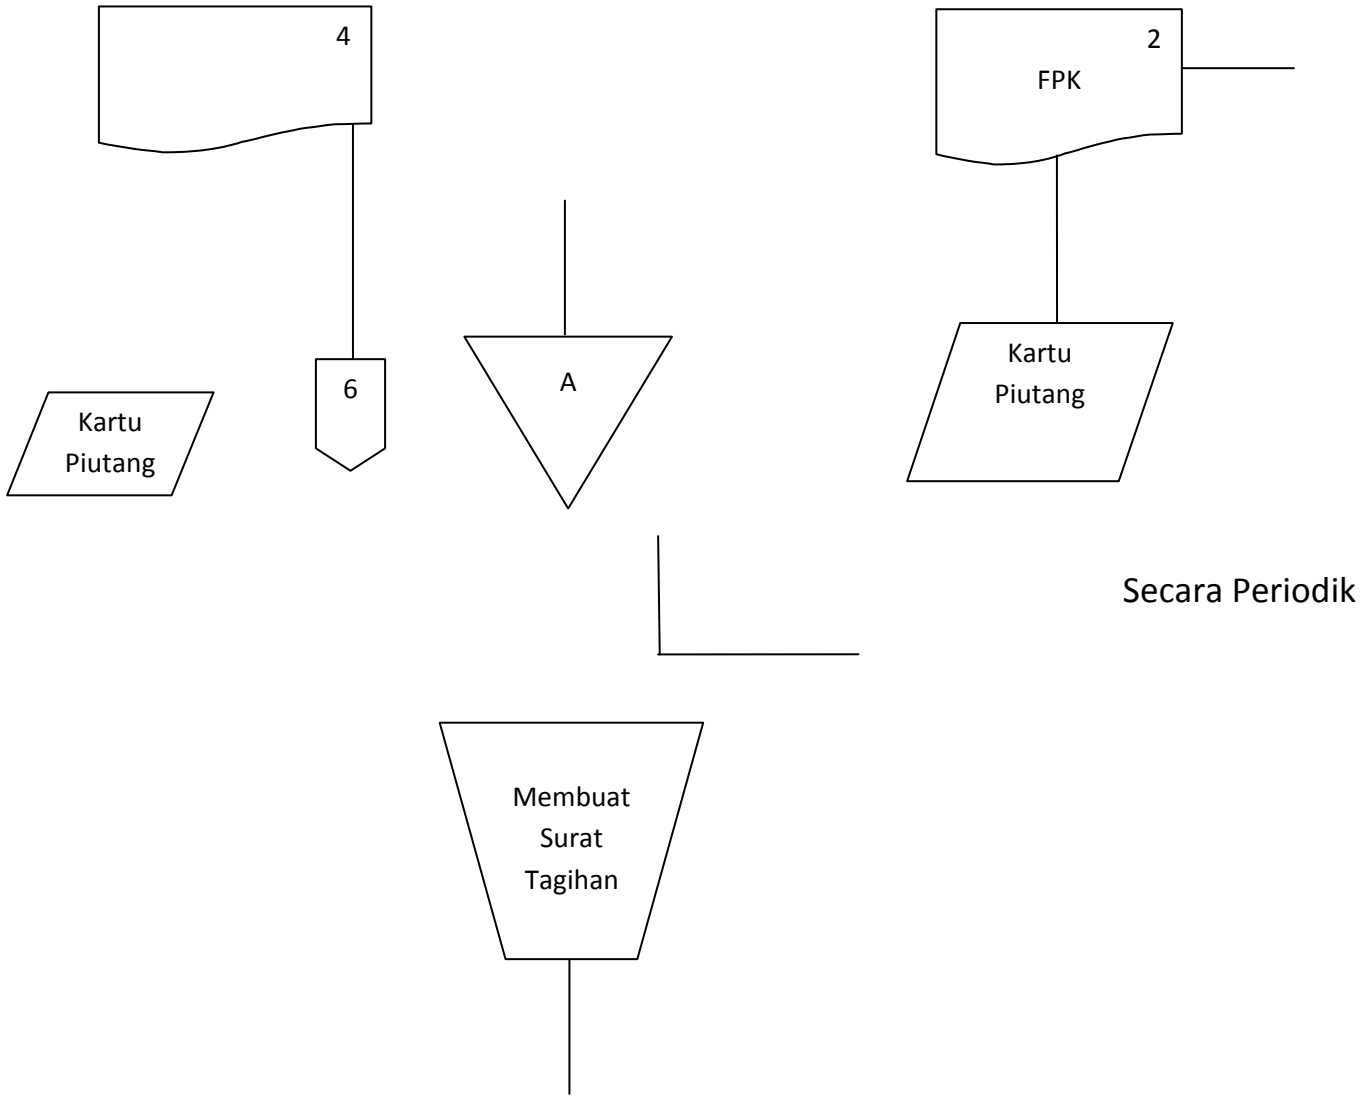 4
2
FPK
Kartu
Piutang
A
6
Kartu
Piutang
Secara Periodik
Membuat
Surat
Tagihan